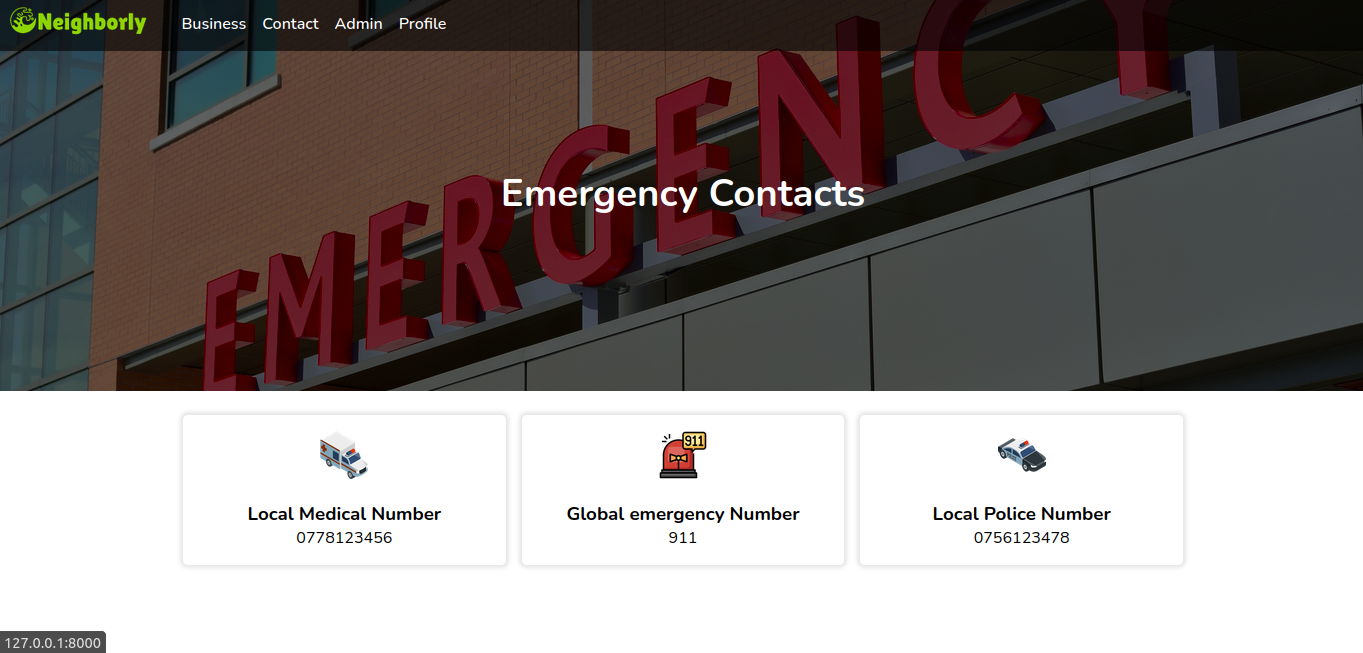 Neighborly Business Contact Admin Profile
EMERGENCY
Emergency Contacts
911
Local Medical Number
0778123456
Global emergency Number
911
Local Police Number
0756123478
127.0.0.1:8000